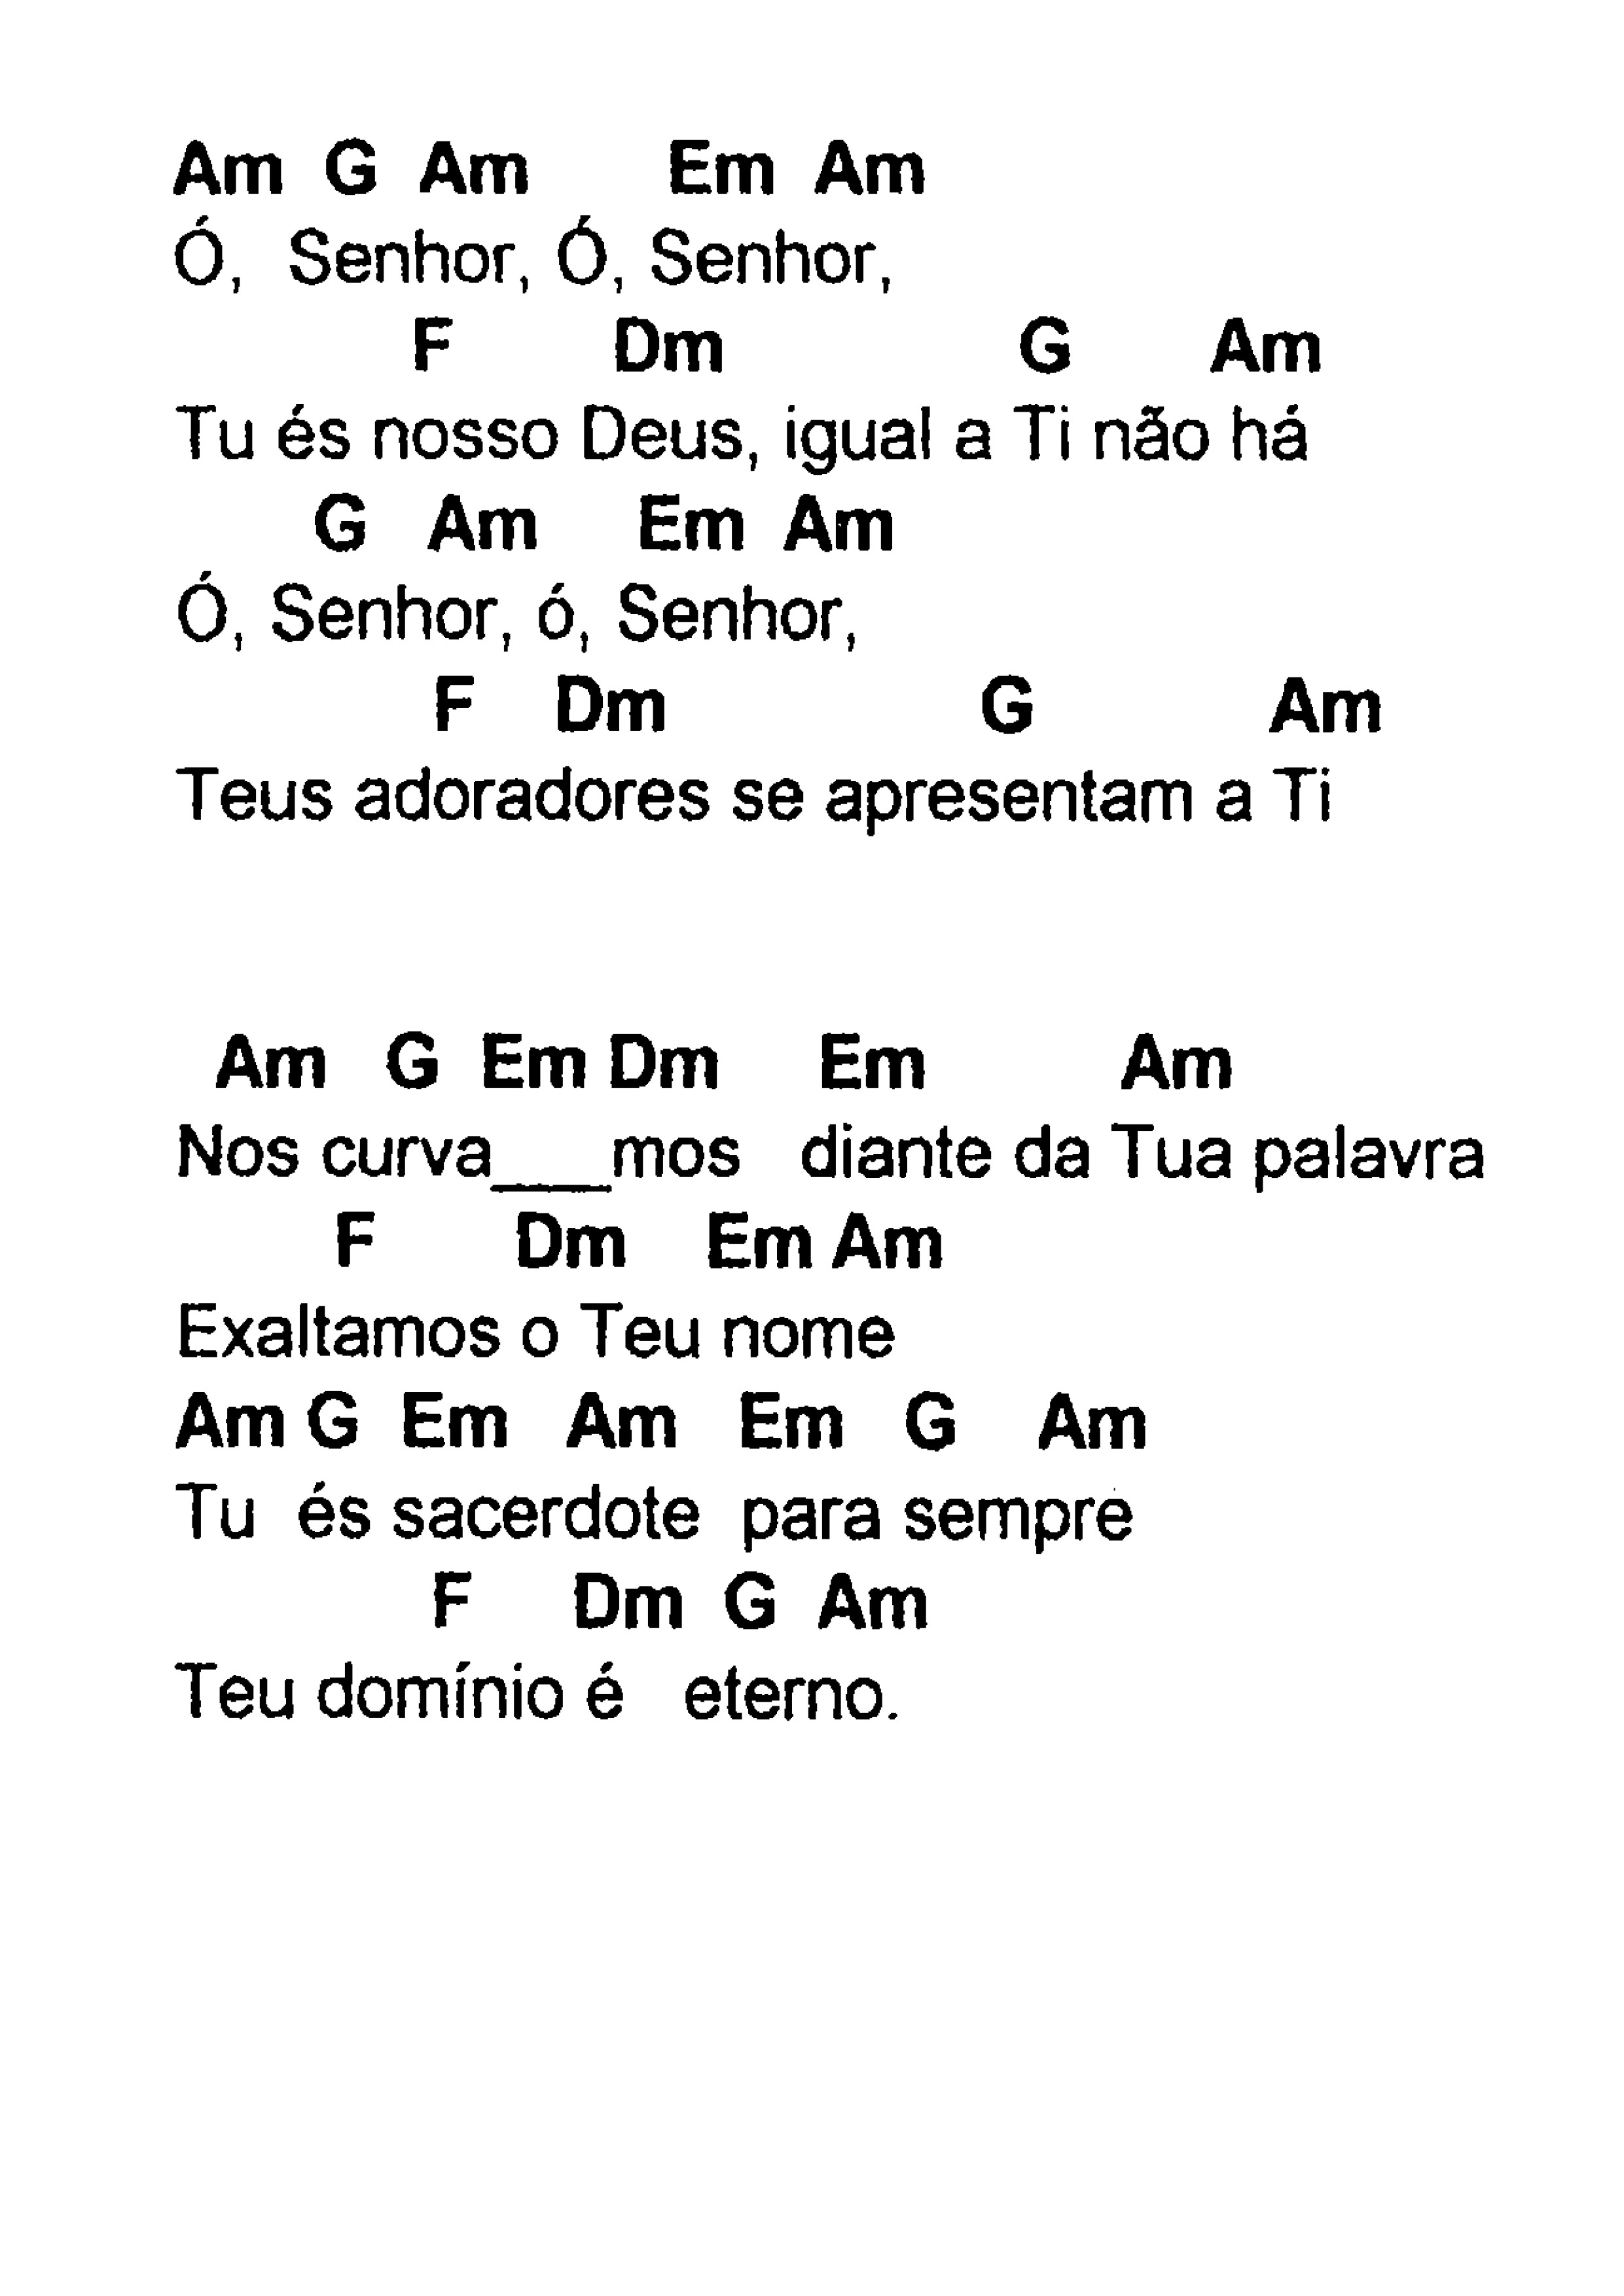 Am G Am Em Am
Ó, Senhor, Ó, Senhor,
F Dm G Am
Tu és nosso Deus, igual a Ti não há
G Am Em Am
Ó, Senhor, ó, Senhor,
F Dm G Am
Teus adoradores se apresentam a Ti
Am G Em Dm Em Am
Nos curva___mos diante da Tua palavra
F Dm Em Am
Exaltamos o Teu nome
Am G Em Am Em G Am
Tu és sacerdote para sempre
F Dm G Am
Teu domínio é eterno.